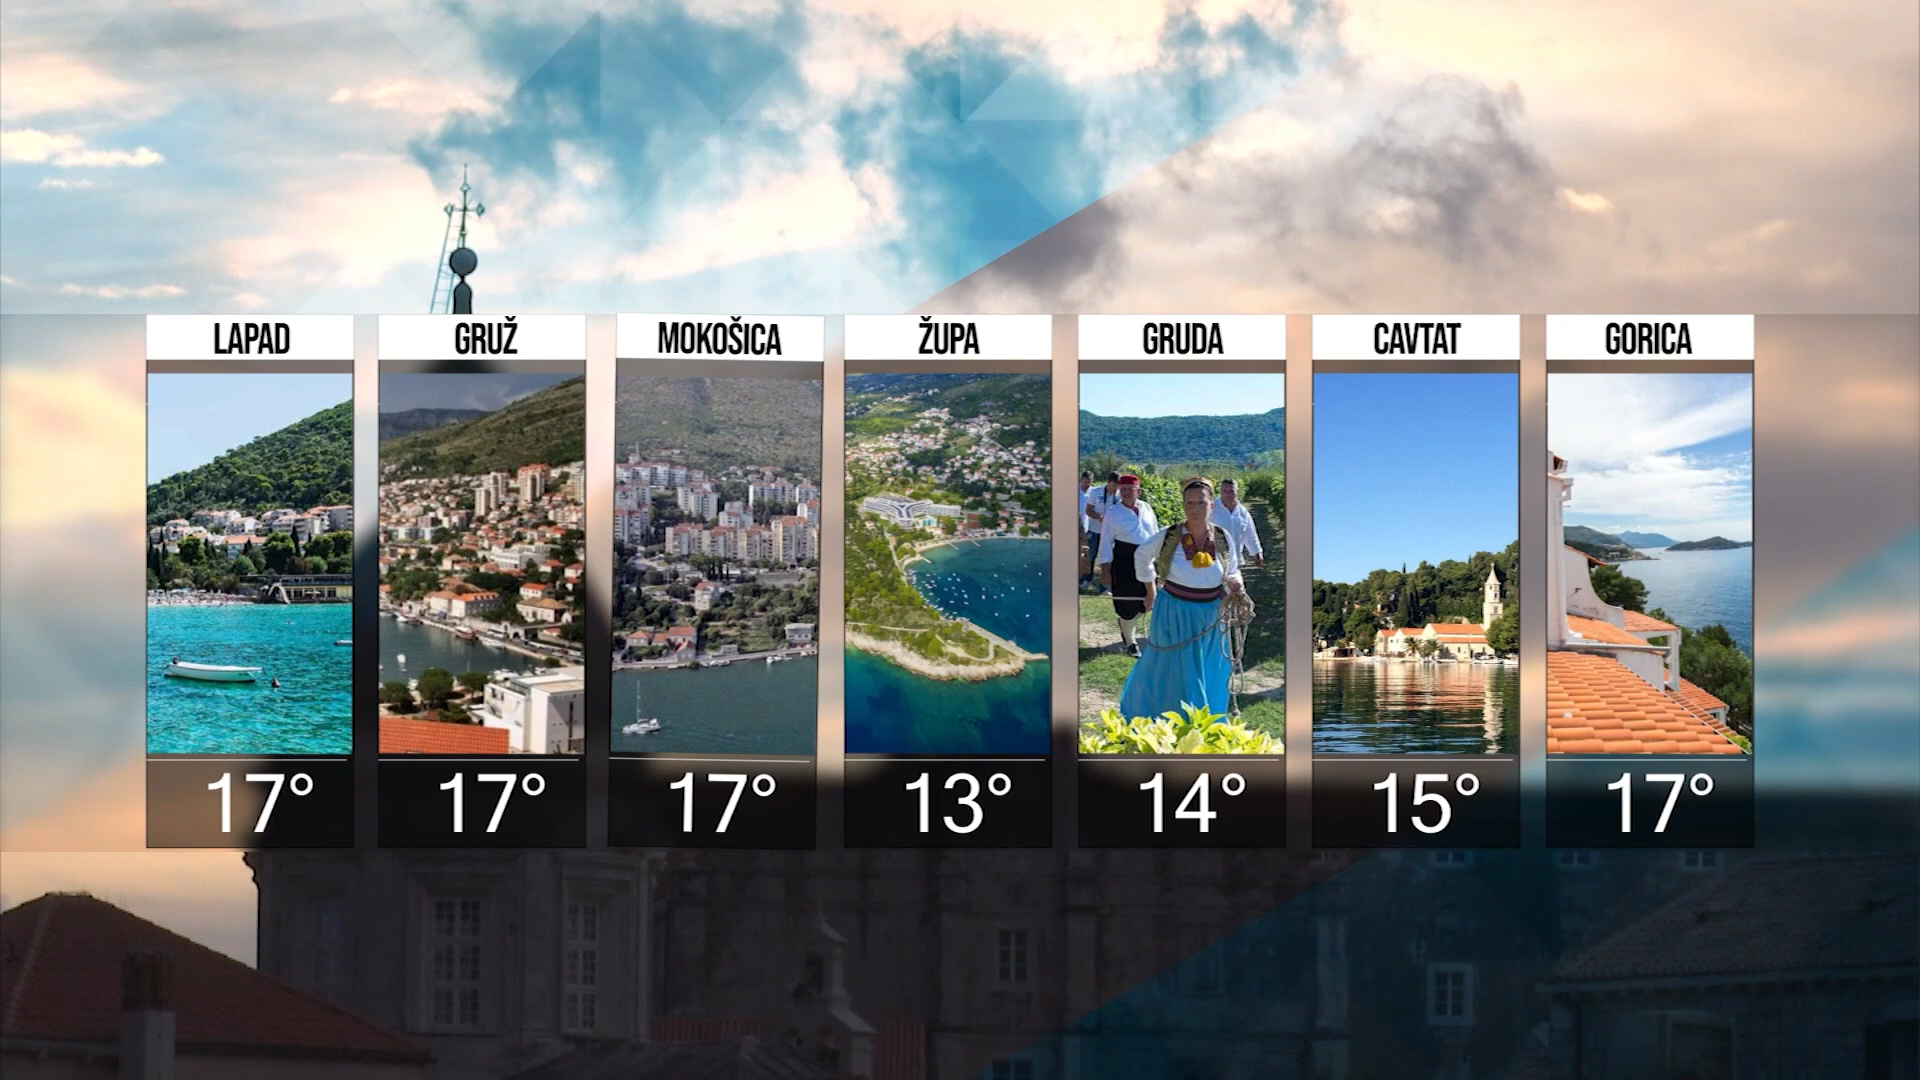 LAPAD
GRUŽ
MOKOŠICA
ŽUPA
GRUDA
CAVTAT
GORICA
17°
17°
17°
13°
14°
15°
17°